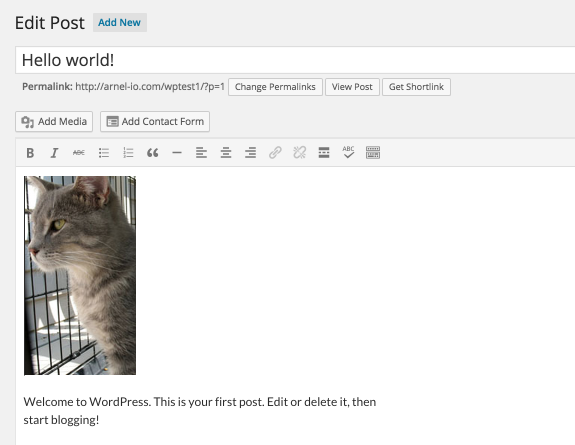 Edit Post Add New
Hello world!
Permalink: http://arnel-io.com/wptest1/?p=1 Change Permalinks View Post Get Shortlink
Add Media Add Contact Form
B I ABC ABC
Welcome to WordPress. This is your first post. Edit or delete it, then
start blogging!